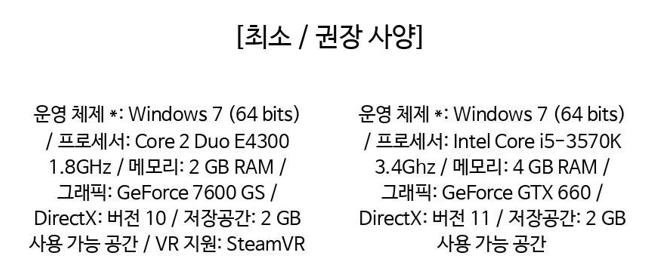 [최소 / 권장 사양]
운영 체제 *: Windows 7 (64 bits)
/ 프로세서: Core 2 Duo E4300
1.8GHz / 메모리: 2 GB RAM /
그래픽: GeForce 7600 GS /
DirectX: 버전 10 / 저장공간: 2 GB
사용 가능 공간 / VR 지원: SteamVR
운영 체제 *: Windows 7 (64 bits)
/ 프로세서: Intel Core i5-3570K
3.4Ghz / 메모리: 4 GB RAM /
그래픽: GeForce GTX 660 /
DirectX: 버전 11 / 저장공간: 2 GB
사용 가능 공간